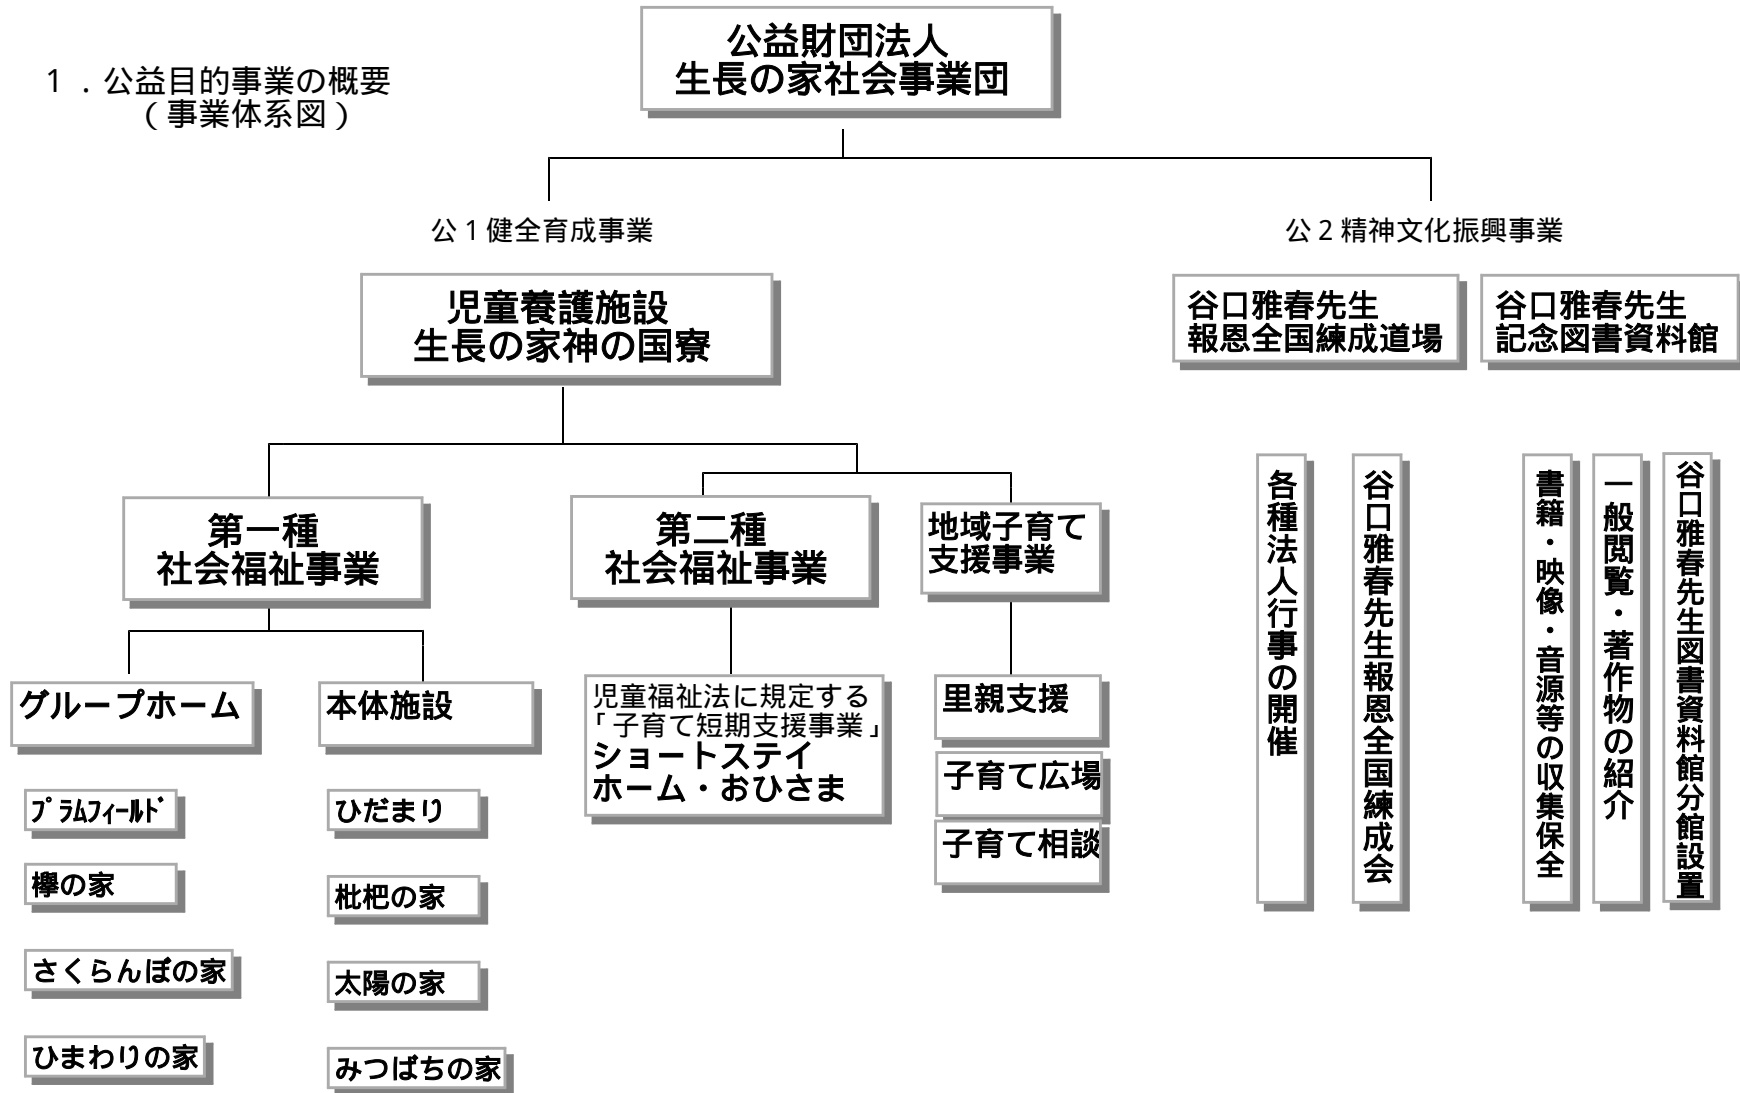 公益財団法人
生長の家社会事業団
１．公益目的事業の概要
（事業体系図）
公1健全育成事業
公2精神文化振興事業
児童養護施設
生長の家神の国寮
谷口雅春先生
報恩全国練成道場
谷口雅春先生
記念図書資料館
第一種
社会福祉事業
第二種
社会福祉事業
地域子育て
支援事業
各種法人行事の開催
谷口雅春先生報恩全国練成会
書籍・映像・音源等の収集保全
一般閲覧・著作物の紹介
谷口雅春先生図書資料館分館設置
グループホーム
本体施設
児童福祉法に規定する
「子育て短期支援事業」
ショートステイ
ホーム・おひさま
里親支援
子育て広場
子育て相談
ﾌﾟﾗﾑﾌｨｰﾙﾄﾞ
欅の家
さくらんぼの家
ひまわりの家
ひだまり
枇杷の家
太陽の家
みつばちの家